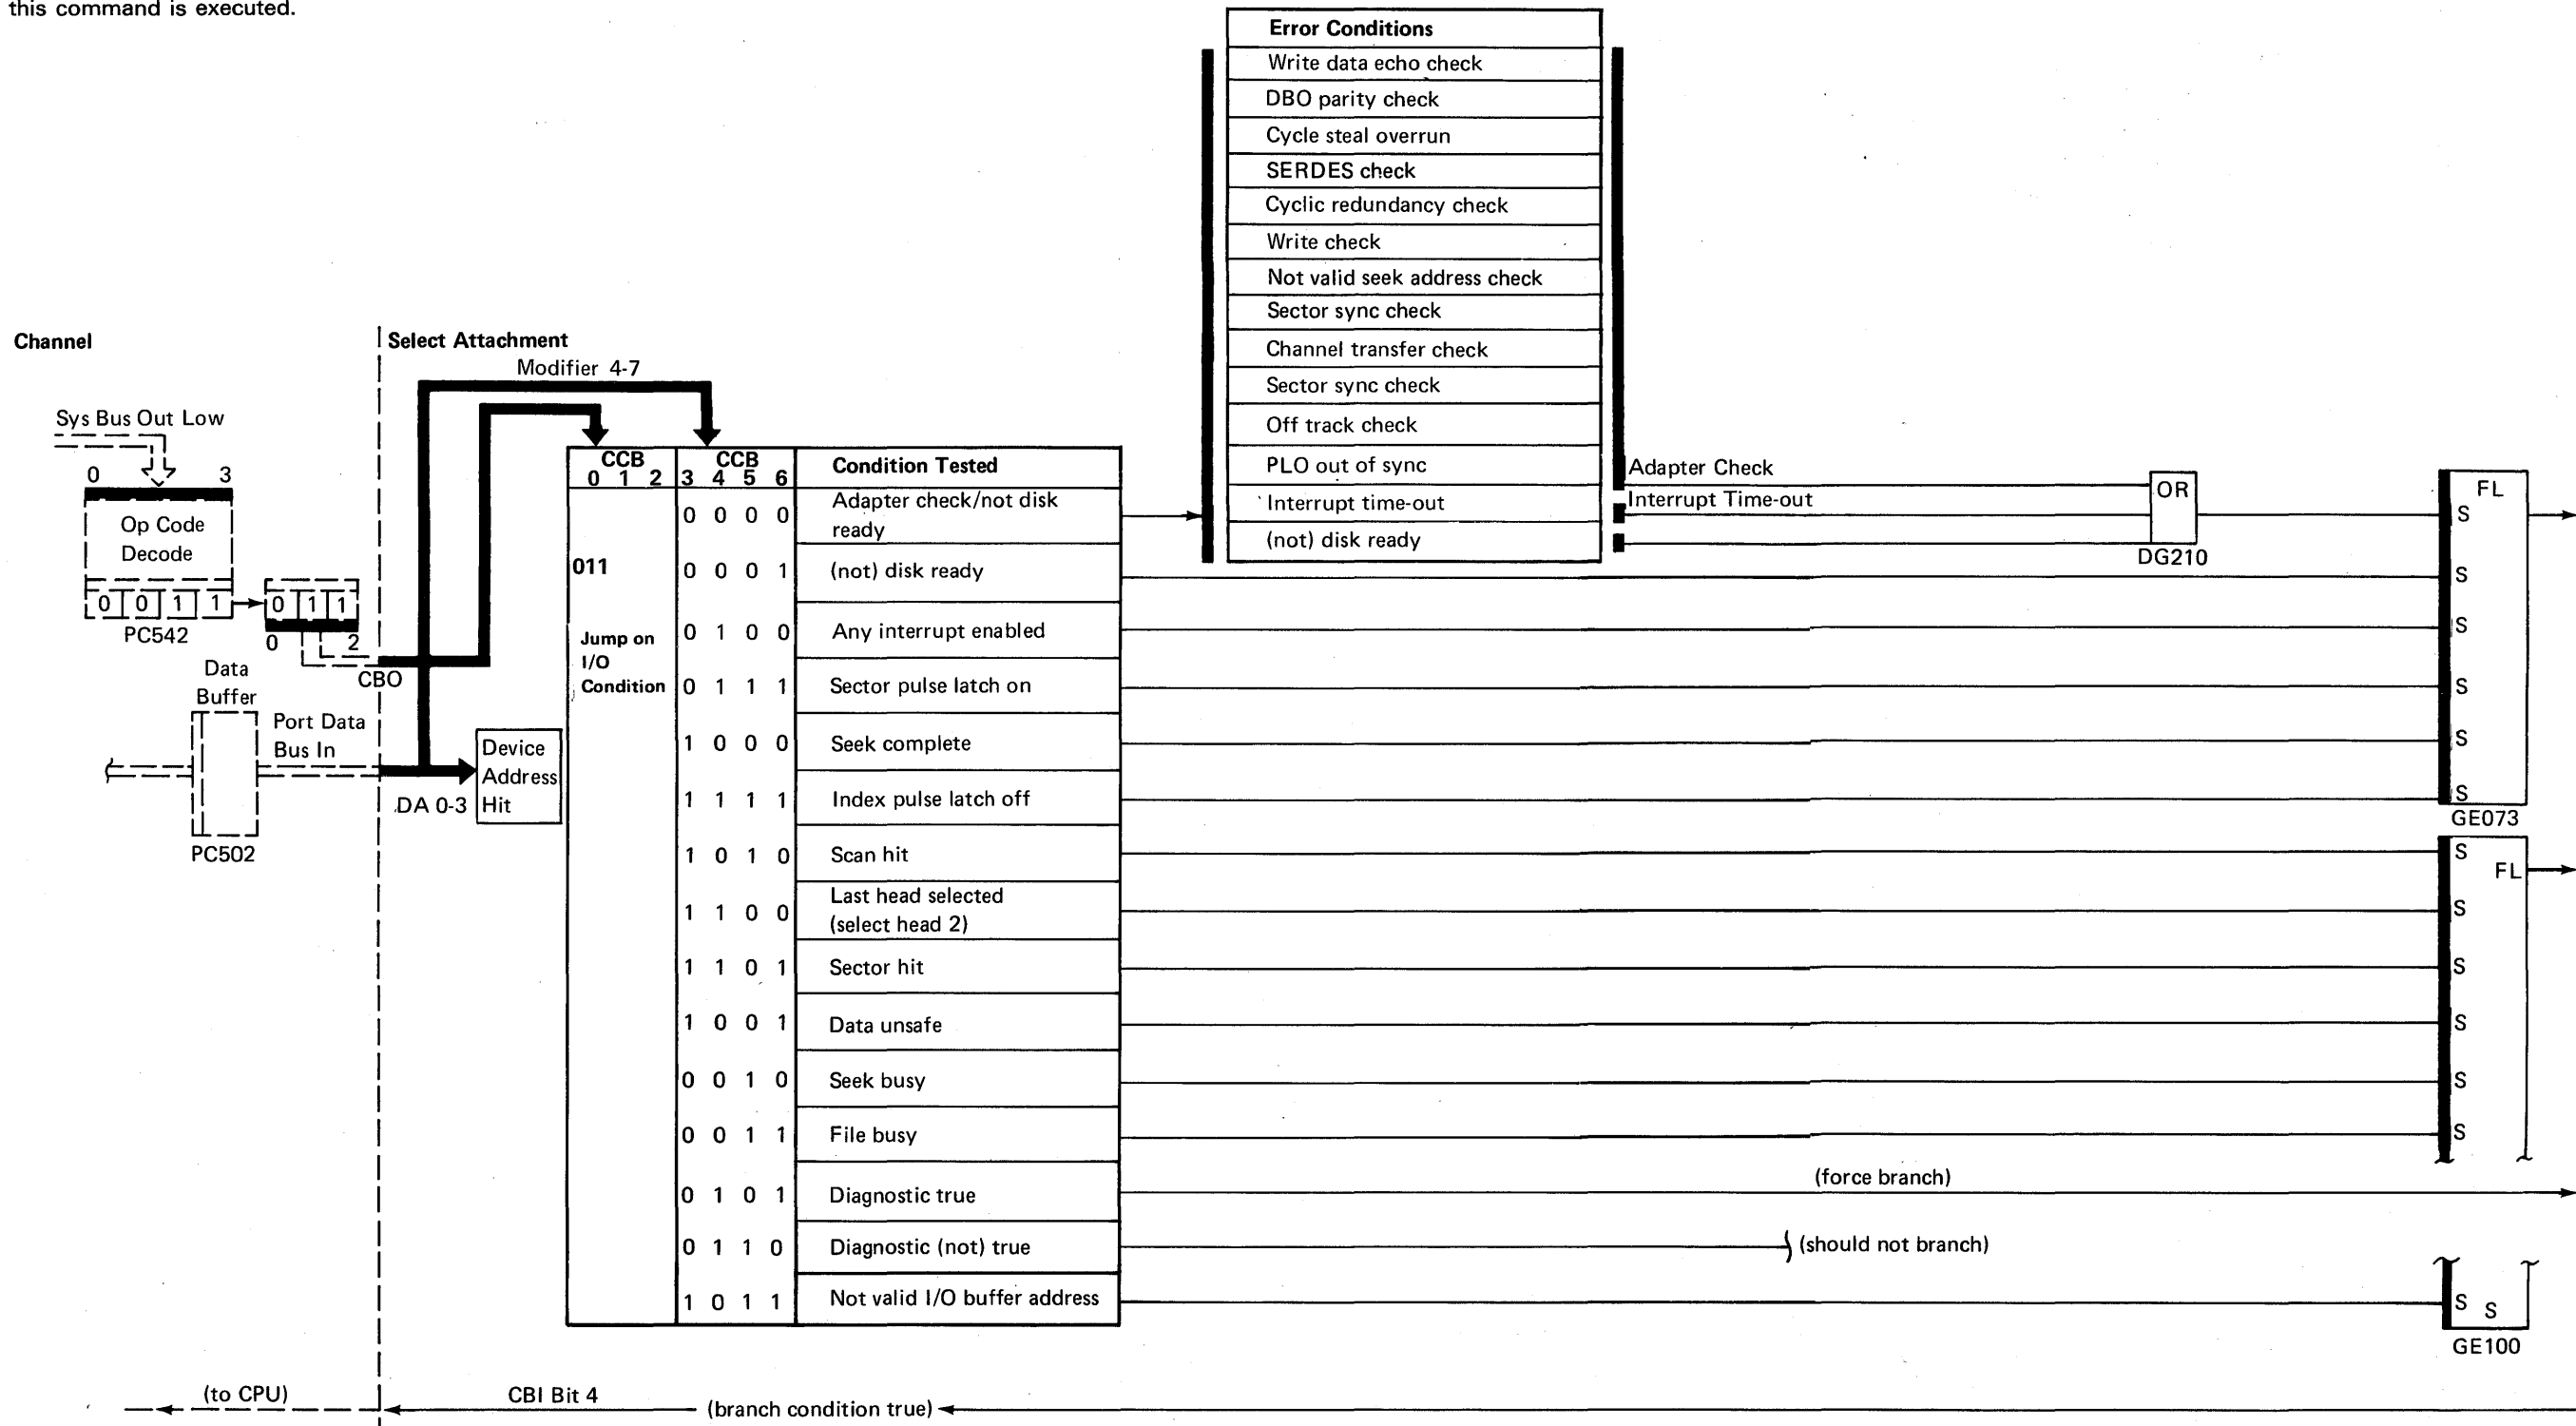 this command is executed.
Error Conditions
Write data echo check
DBO parity check
Cycle steal overrun
SERDES check
Cyclic redundancy check
Write check
Not valid seek address check
Sector sync check
Channel transfer check
Sector sync check
Off track check
PLO out of sync
Interrupt time-out
(not) disk ready
Adapter Check
Interrupt Time-out
OR
DG210
Channel
Select Attachment
Modifier 4-7
Sys Bus Out Low
0 3
Op Code
Decode
0 0 1 1
PC542
0 1 1
0 2
CBO
Data
Buffer
Port Data
Bus In
PC502
DA 0-3
Device
Address
Hit
CCB CCB Condition Tested
0 1 2 3 4 5 6
011
Jump on
I/O
Condition
0 0 0 0 Adapter check/not disk
ready
0 0 0 1 (not) disk ready
0 1 0 0 Any interrupt enabled
0 1 1 1 Sector pulse latch on
1 0 0 0 Seek complete
1 1 1 1 Index pulse latch off
1 0 1 0 Scan hit
1 1 0 0 Last head selected
(select head 2)
1 1 0 1 Sector hit
1 0 0 1 Data unsafe
0 0 1 0 Seek busy
0 0 1 1 File busy
0 1 0 1 Diagnostic true
0 1 1 0 Diagnostic (not) true
1 0 1 1 Not valid I/O buffer address
FL
S
S
S
S
S
S
GE073
S
FL
S
S
S
S
S
(force branch)
(should not branch)
S S
GE100
(to CPU)
CBI Bit 4
(branch condition true)